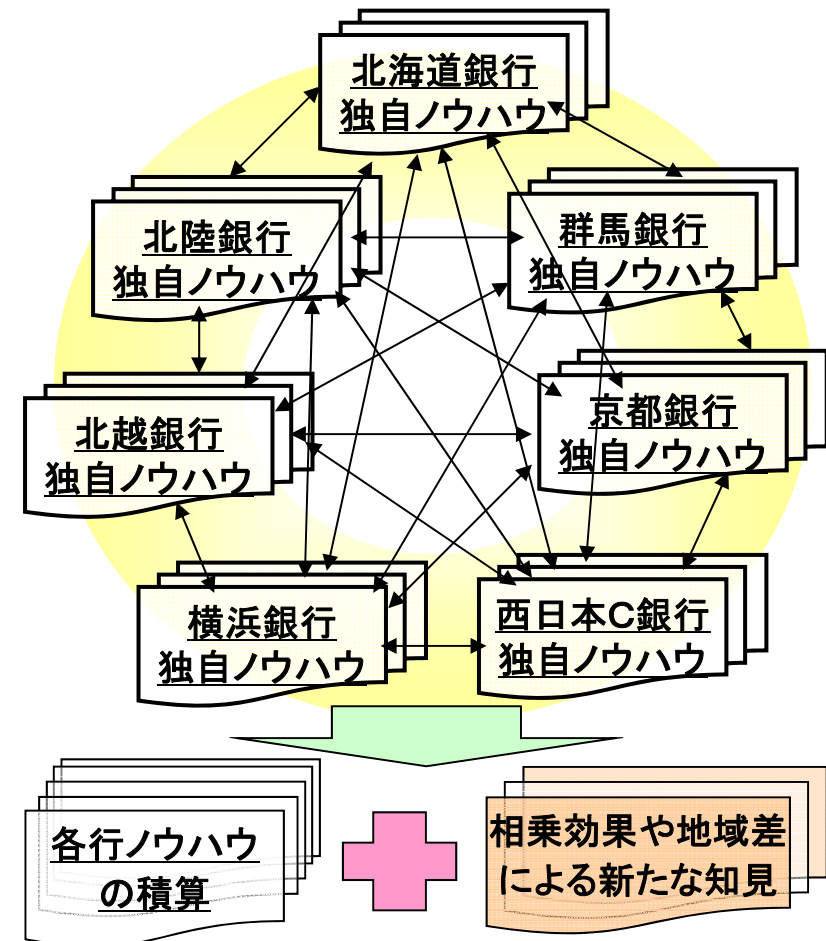 北海道銀行
独自ノウハウ
北陸銀行
独自ノウハウ
群馬銀行
独自ノウハウ
北越銀行
独自ノウハウ
京都銀行
独自ノウハウ
横浜銀行
独自ノウハウ
西日本C銀行
独自ノウハウ
各行ノウハウ
の積算
相乗効果や地域差
による新たな知見